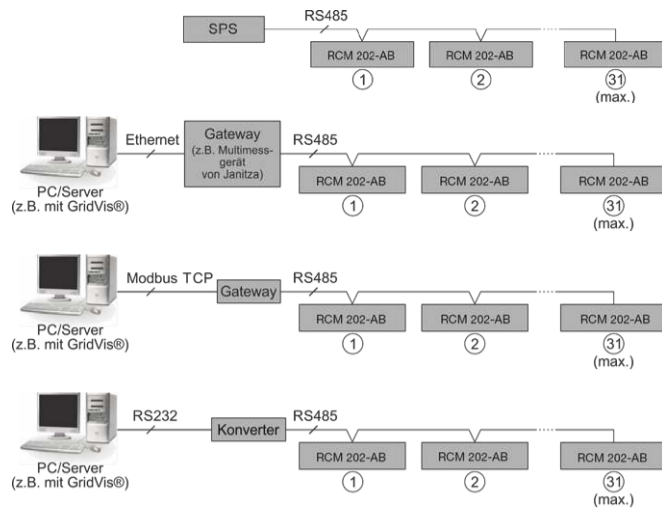 SPS
RS485
RCM 202-AB
RCM 202-AB
RCM 202-AB
1
2
31
(max.)
Ethernet
Gateway
(z.B. Multimess-
gerät
von Janitza)
RS485
PC/Server
(z.B. mit GridVis®)
RCM 202-AB
RCM 202-AB
RCM 202-AB
1
2
31
(max.)
Modbus TCP
Gateway
RS485
PC/Server
(z.B. mit GridVis®)
RCM 202-AB
RCM 202-AB
RCM 202-AB
1
2
31
(max.)
RS232
Konverter
RS485
PC/Server
(z.B. mit GridVis®)
RCM 202-AB
RCM 202-AB
RCM 202-AB
1
2
31
(max.)